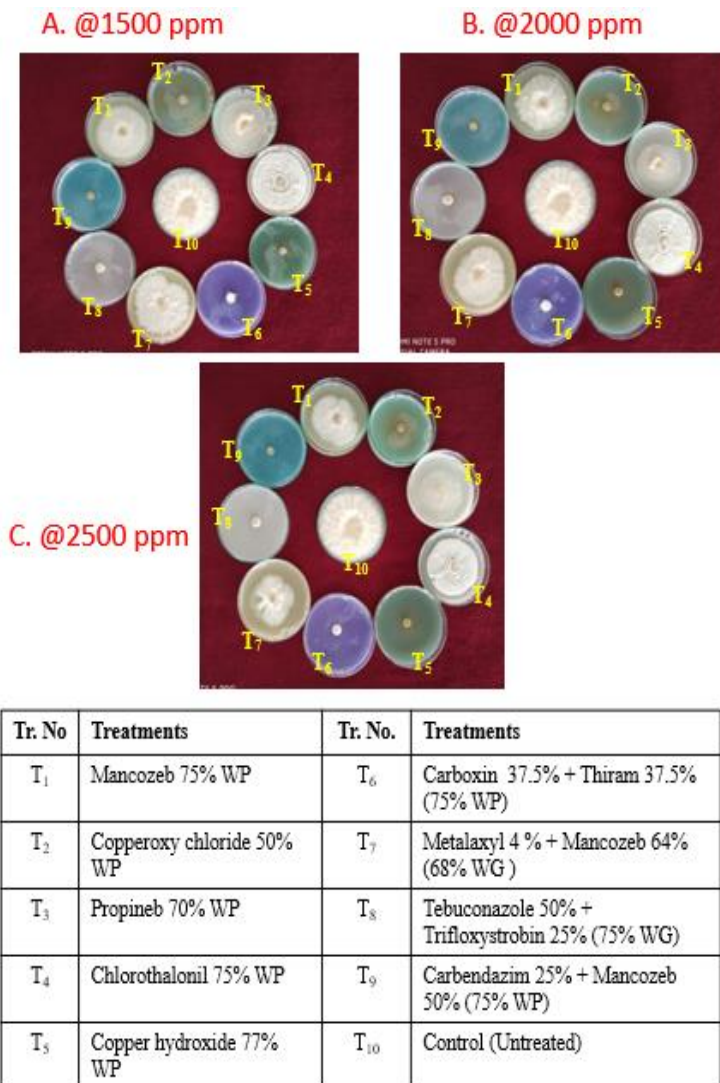 A. @1500 ppm
B. @2000 ppm
T1
T2
T3
T4
T5
T6
T7
T8
T9
T10
T1
T2
T3
T4
T5
T6
T7
T8
T9
T10
MI NOTE 5 PRO
C. @2500 ppm
T1
T2
T3
T4
T5
T6
T7
T8
T9
T10
Tr. No Treatments Tr. No. Treatments
T1 Mancozeb 75% WP T6 Carboxin 37.5% + Thiram 37.5%
(75% WP)
T2 Copperoxy chloride 50% T7 Metalaxyl 4 % + Mancozeb 64%
WP (68% WG )
T3 Propineb 70% WP T8 Tebuconazole 50% +
Trifloxystrobin 25% (75% WG)
T4 Chlorothalonil 75% WP T9 Carbendazim 25% + Mancozeb
50% (75% WP)
T5 Copper hydroxide 77% T10 Control (Untreated)
WP